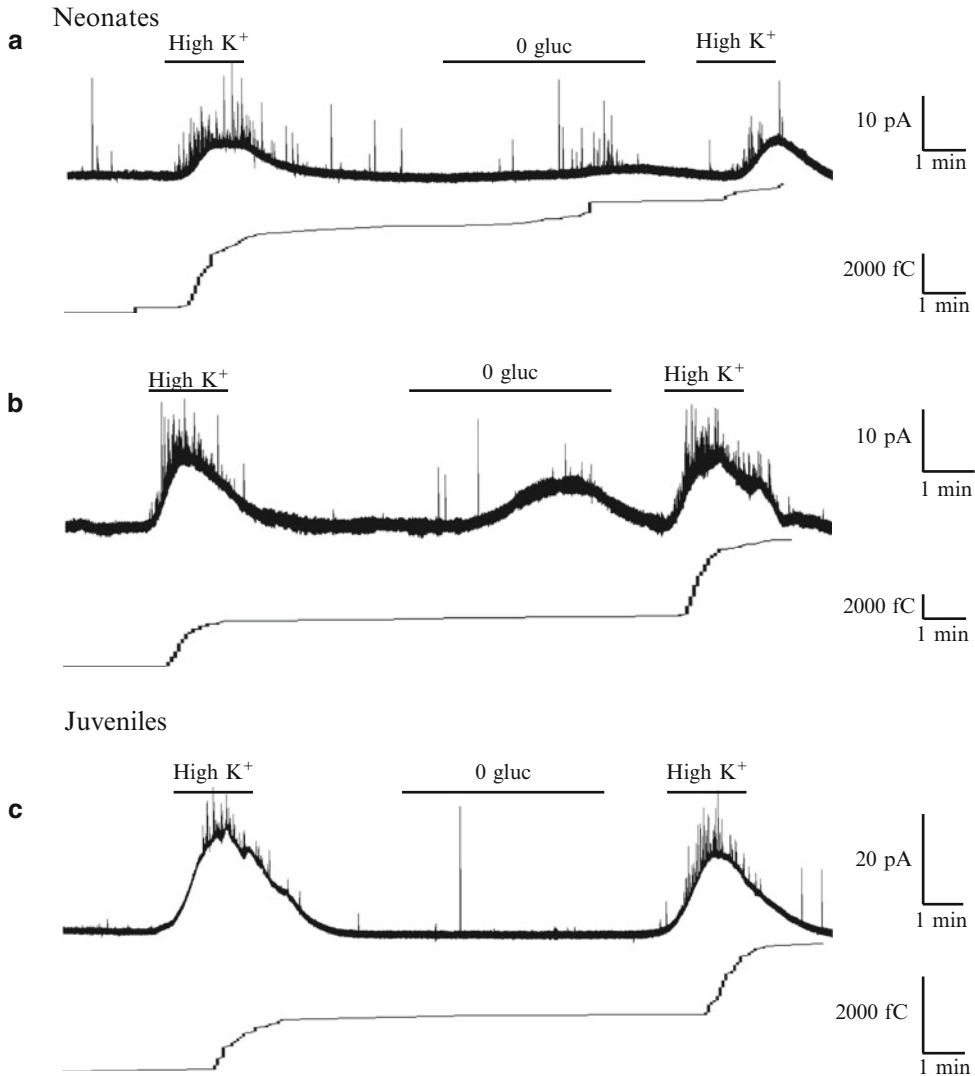 Neonates
a
High K+
0 gluc
High K+
10 pA
1 min
2000 fC
1 min
b
High K+
0 gluc
High K+
10 pA
1 min
2000 fC
1 min
Juveniles
c
High K+
0 gluc
High K+
20 pA
1 min
2000 fC
1 min